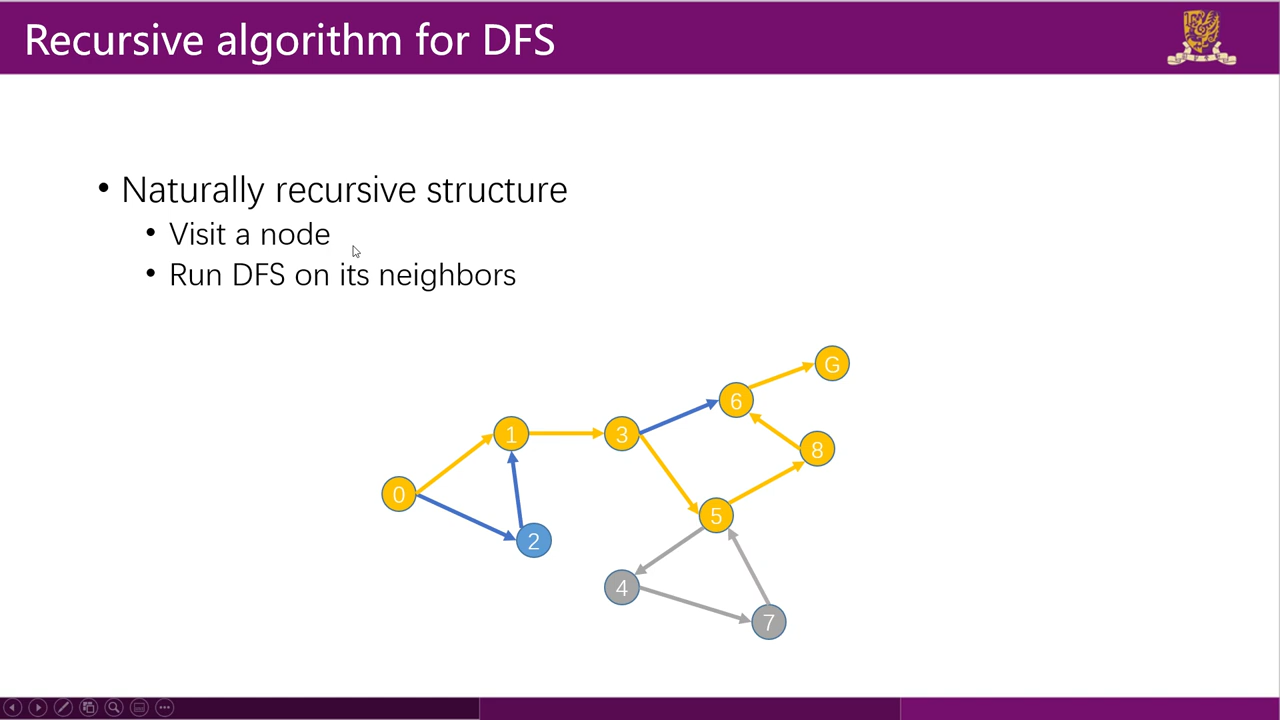 Recursive algorithm for DFS
• Naturally recursive structure
• Visit a node
• Run DFS on its neighbors
G
6
1
3
8
0
5
2
4
7